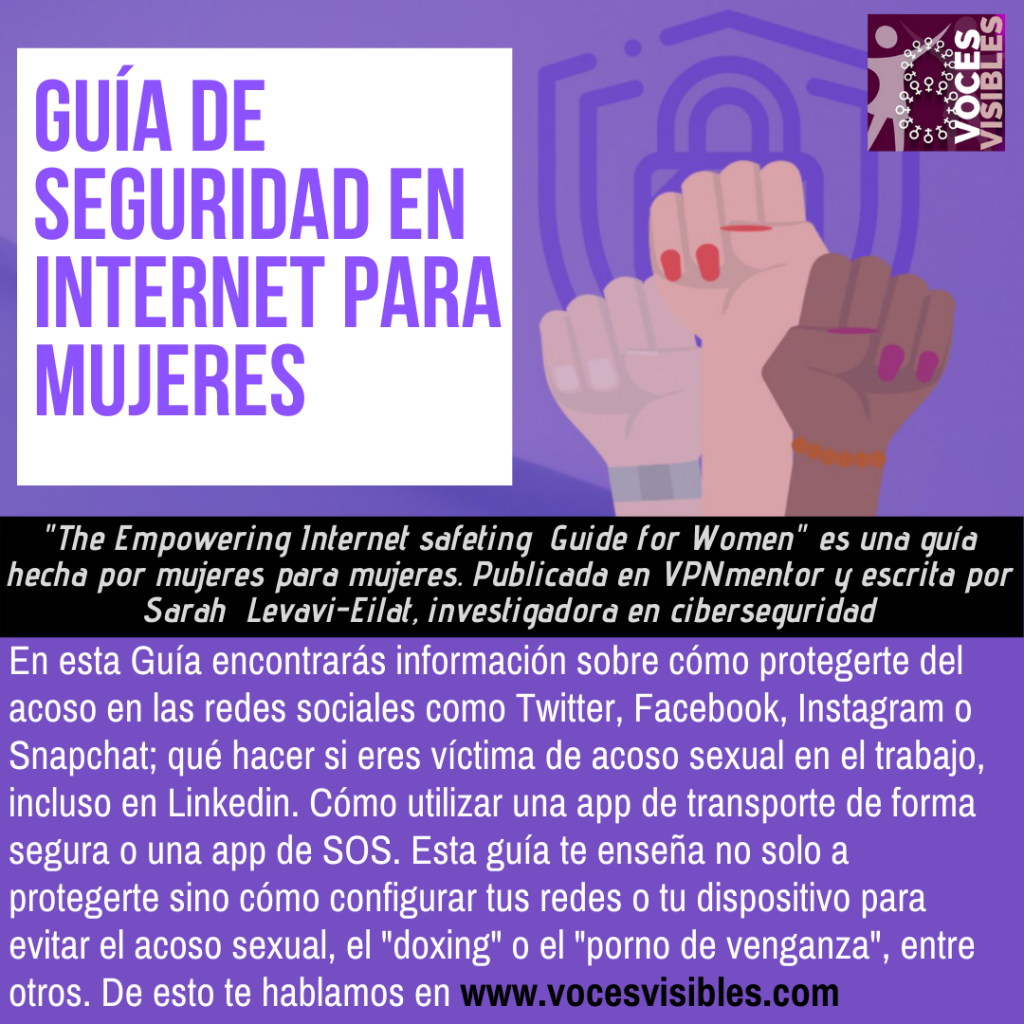 VOCES
VISIBLES
GUÍA DE
SEGURIDAD EN
INTERNET PARA
MUJERES
"The Empowering Internet safeting Guide for Women" es una guía
hecha por mujeres para mujeres. Publicada en VPNmentor y escrita por
Sarah Levavi-Eilat, investigadora en ciberseguridad
En esta Guía encontrarás información sobre cómo protegerte del
acoso en las redes sociales como Twitter, Facebook, Instagram o
Snapchat; qué hacer si eres víctima de acoso sexual en el trabajo,
incluso en Linkedin. Cómo utilizar una app de transporte de forma
segura o una app de SOS. Esta guía te enseña no solo a
protegerte sino cómo configurar tus redes o tu dispositivo para
evitar el acoso sexual, el "doxing" o el "porno de venganza", entre
otros. De esto te hablamos en www.vocesvisibles.com